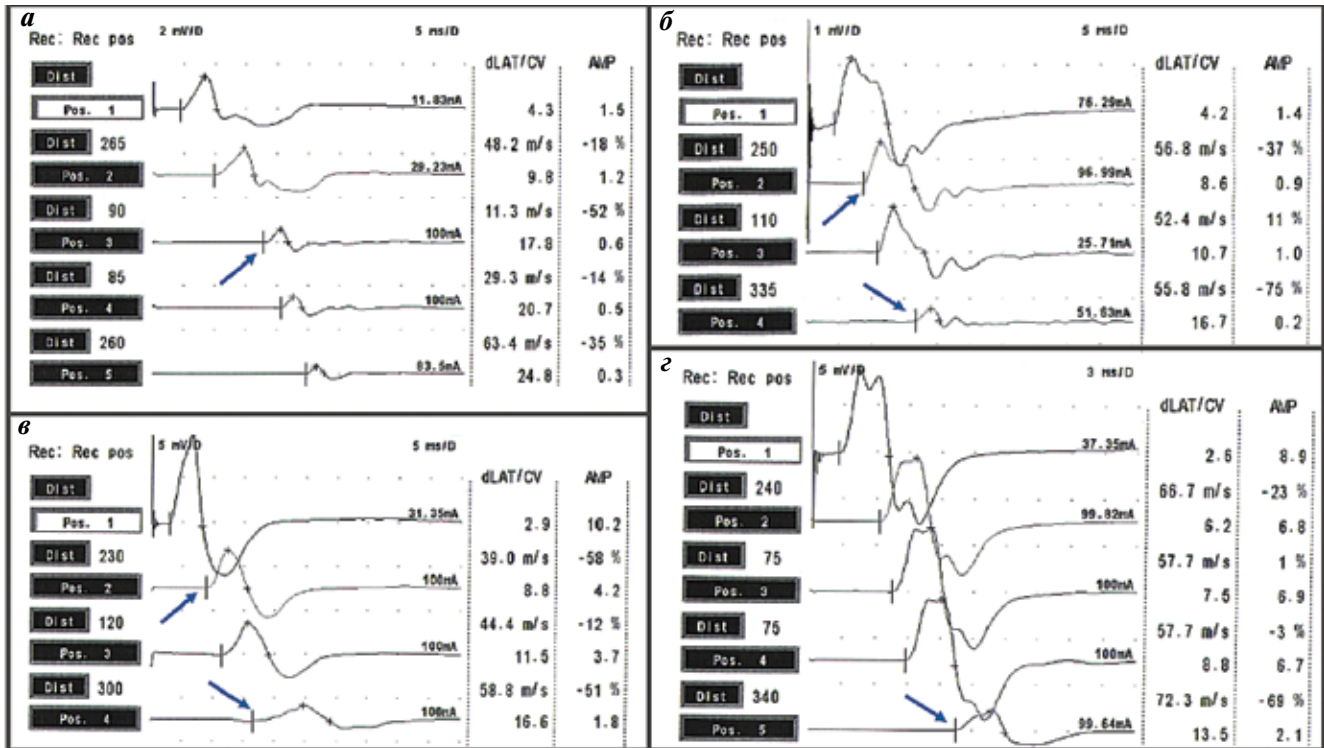 а
2 mV/D 5 ms/D
Rec: Rec pos
dLAT/CV AMP
Dist
Pos. 1 11.83mA 4.3 1.5
Dist 265 48.2 m/s -18 %
Pos. 2 29.23mA 9.8 1.2
Dist 90 11.3 m/s -52 %
Pos. 3 100mA 17.8 0.6
Dist 85 29.3 m/s -14 %
Pos. 4 100mA 20.7 0.5
Dist 260 63.4 m/s -35 %
Pos. 5 83.5mA 24.8 0.3
б
1 mV/D 5 ms/D
Rec: Rec pos
dLAT/CV AMP
Dist
Pos. 1 76.29mA 4.2 1.4
Dist 250 56.8 m/s -37 %
Pos. 2 96.99mA 8.6 0.9
Dist 110 52.4 m/s 11 %
Pos. 3 25.71mA 10.7 1.0
Dist 335 55.8 m/s -75 %
Pos. 4 51.63mA 16.7 0.2
в
5 mV/D 5 ms/D
Rec: Rec pos
dLAT/CV AMP
Dist
Pos. 1 31.35mA 2.9 10.2
Dist 230 39.0 m/s -58 %
Pos. 2 100mA 8.8 4.2
Dist 120 44.4 m/s -12 %
Pos. 3 100mA 11.5 3.7
Dist 300 58.8 m/s -51 %
Pos. 4 100mA 16.6 1.8
г
5 mV/D 3 ms/D
Rec: Rec pos
dLAT/CV AMP
Dist
Pos. 1 37.35mA 2.6 8.9
Dist 240 66.7 m/s -23 %
Pos. 2 99.82mA 6.2 6.8
Dist 75 57.7 m/s 1 %
Pos. 3 100mA 7.5 6.9
Dist 75 57.7 m/s -3 %
Pos. 4 100mA 8.8 6.7
Dist 340 72.3 m/s -69 %
Pos. 5 99.64mA 13.5 2.1